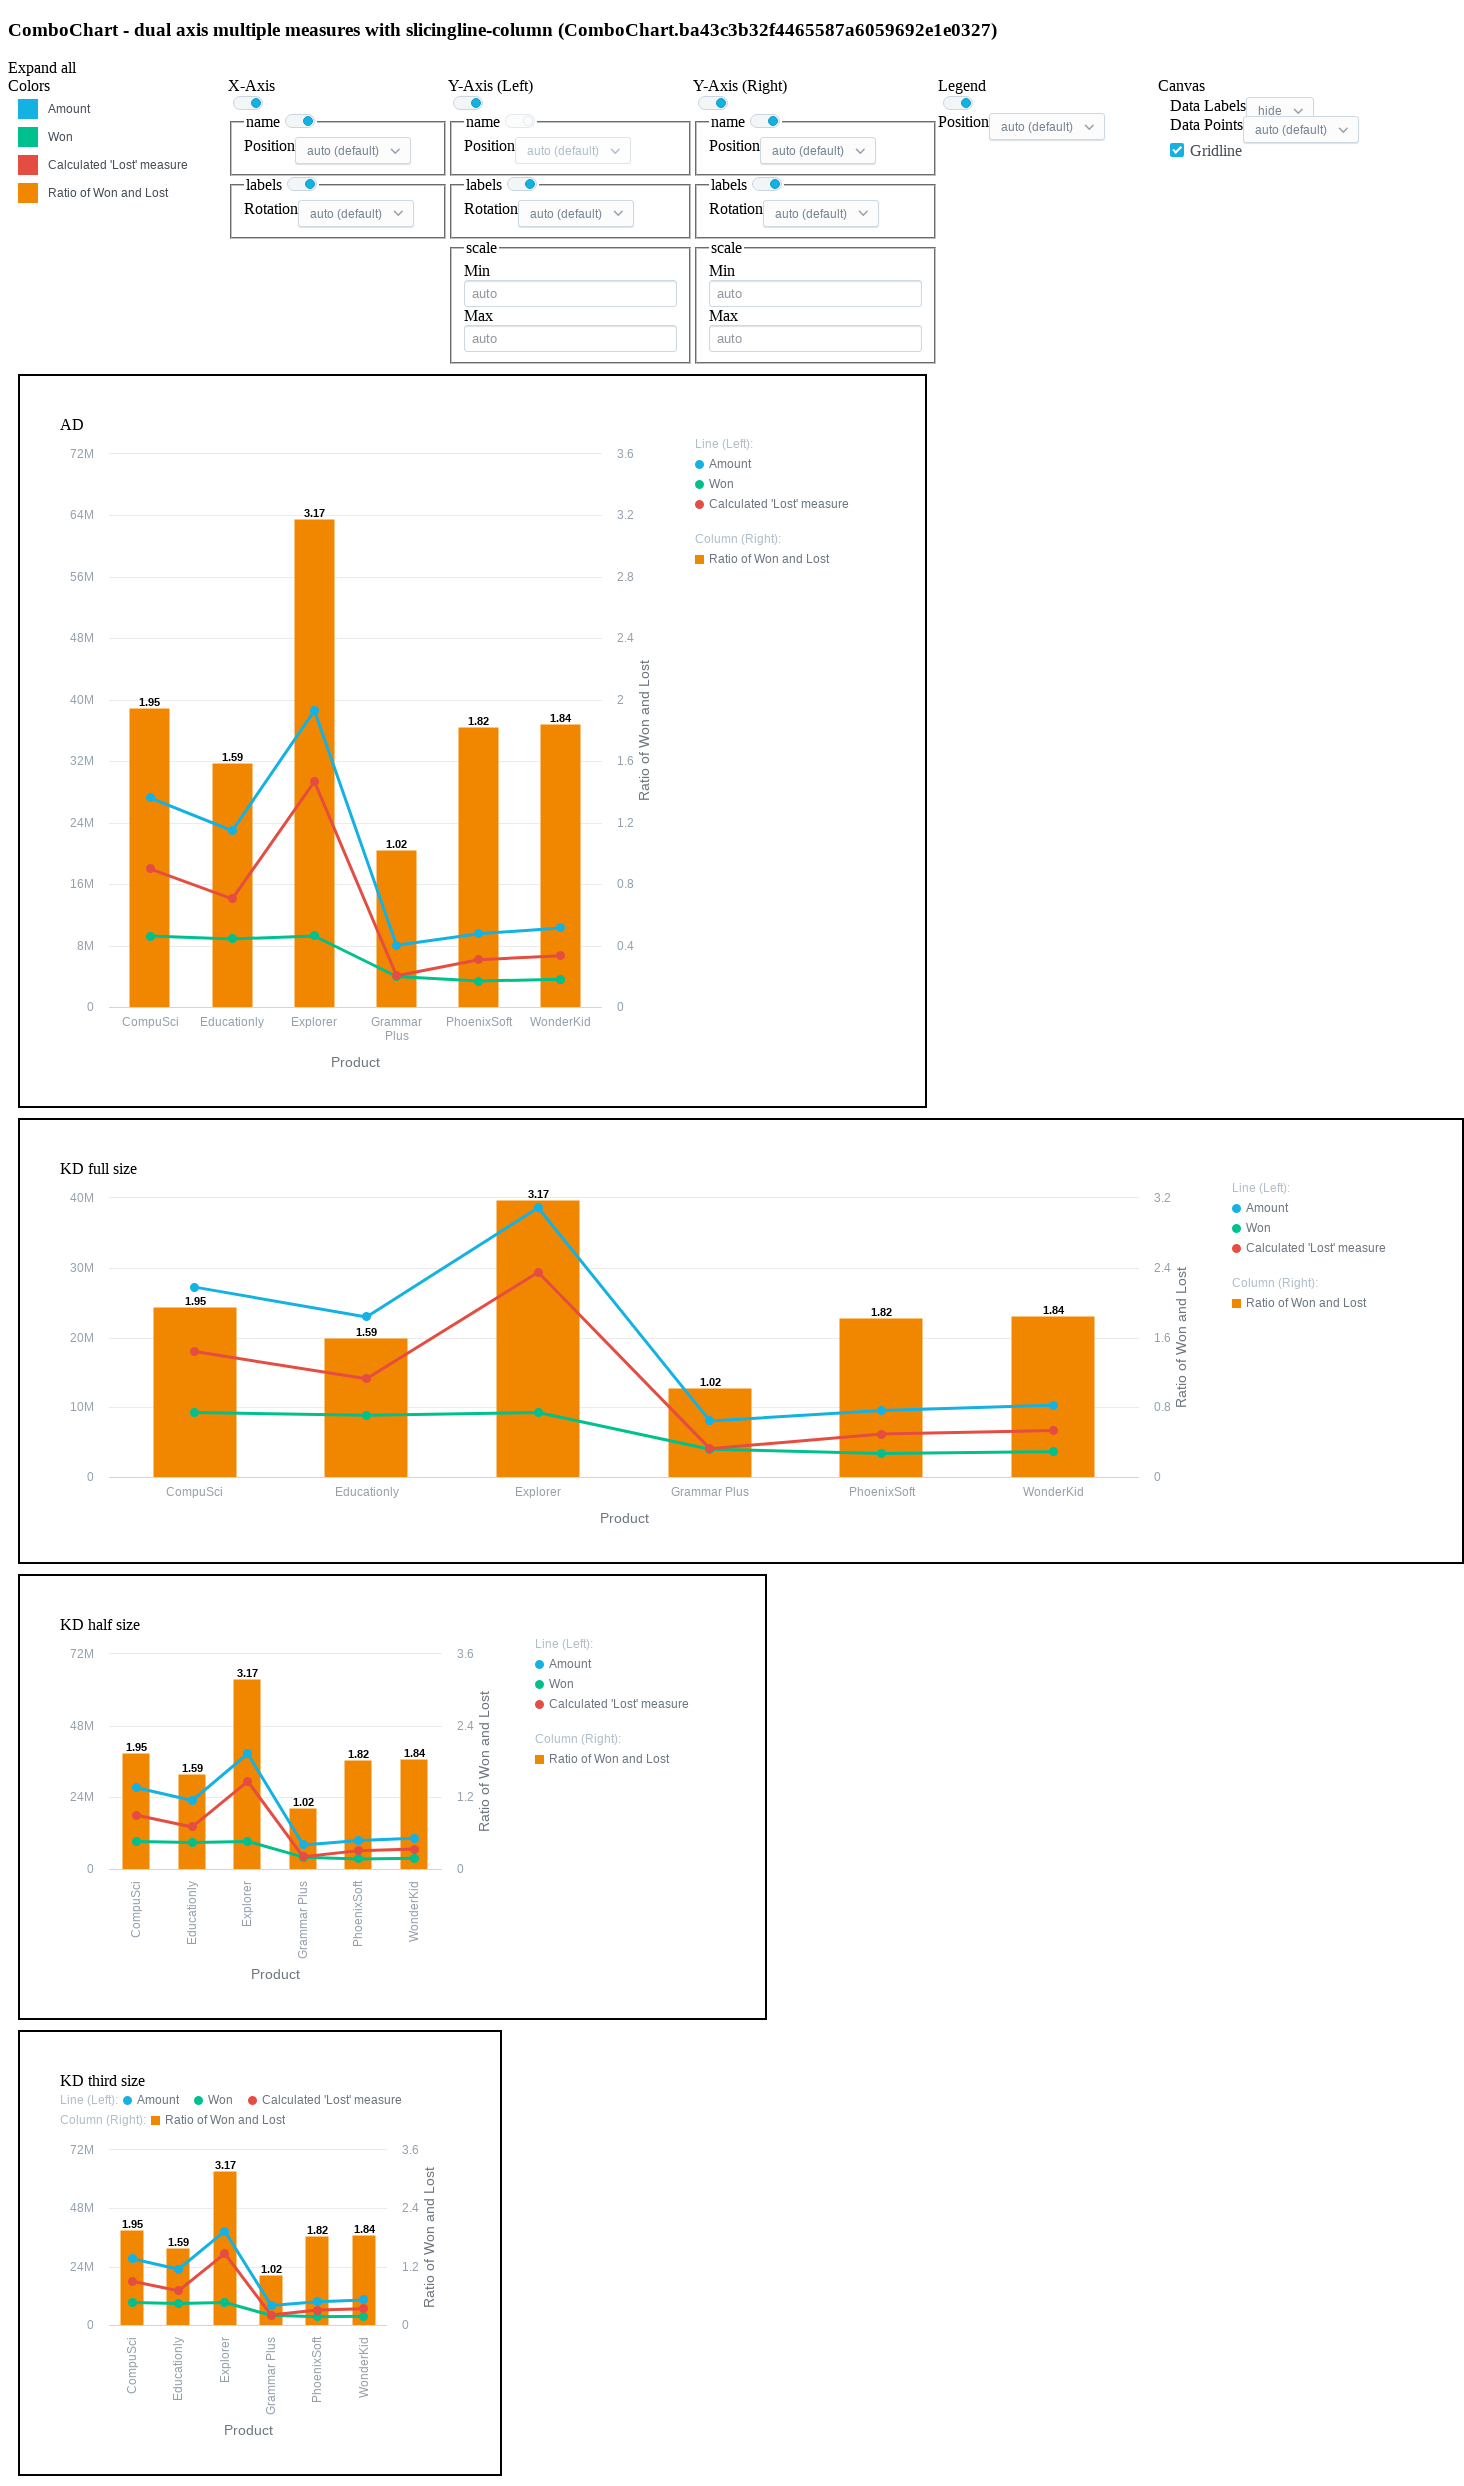 ComboChart - dual axis multiple measures with slicingline-column (ComboChart.ba43c3b32f4465587a6059692e1e0327)
Expand all
Colors
Amount
Won
Calculated 'Lost' measure
Ratio of Won and Lost
X-Axis
name
Position auto (default)
labels
Rotation auto (default)
Y-Axis (Left)
name
Position auto (default)
labels
Rotation auto (default)
scale
Min
auto
Max
auto
Y-Axis (Right)
name
Position auto (default)
labels
Rotation auto (default)
scale
Min
auto
Max
auto
Legend
Position auto (default)
Canvas
Data Labels hide
Data Points auto (default)
Gridline
AD
72M
64M
56M
48M
40M
32M
24M
16M
8M
0
3.6
3.2
2.8
2.4
2
1.6
1.2
0.8
0.4
0
Ratio of Won and Lost
1.95
1.59
3.17
1.02
1.82
1.84
CompuSci
Educationly
Explorer
Grammar
Plus
PhoenixSoft
WonderKid
Product
Line (Left):
Amount
Won
Calculated 'Lost' measure
Column (Right):
Ratio of Won and Lost
KD full size
40M
30M
20M
10M
0
3.2
2.4
1.6
0.8
0
Ratio of Won and Lost
1.95
1.59
3.17
1.02
1.82
1.84
CompuSci
Educationly
Explorer
Grammar Plus
PhoenixSoft
WonderKid
Product
Line (Left):
Amount
Won
Calculated 'Lost' measure
Column (Right):
Ratio of Won and Lost
KD half size
72M
48M
24M
0
3.6
2.4
1.2
0
Ratio of Won and Lost
1.95
1.59
3.17
1.02
1.82
1.84
CompuSci
Educationly
Explorer
Grammar Plus
PhoenixSoft
WonderKid
Product
Line (Left):
Amount
Won
Calculated 'Lost' measure
Column (Right):
Ratio of Won and Lost
KD third size
Line (Left): Amount Won Calculated 'Lost' measure
Column (Right): Ratio of Won and Lost
72M
48M
24M
0
3.6
2.4
1.2
0
Ratio of Won and Lost
1.95
1.59
3.17
1.02
1.82
1.84
CompuSci
Educationly
Explorer
Grammar Plus
PhoenixSoft
WonderKid
Product